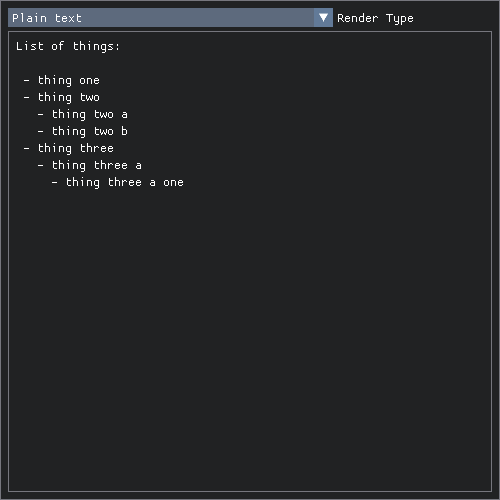 Plain text Render Type
List of things:

 - thing one
 - thing two
   - thing two a
   - thing two b
 - thing three
   - thing three a
     - thing three a one